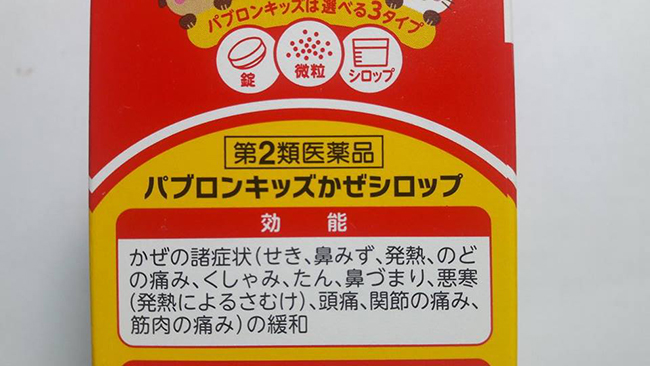 パブロンキッズは選べる3タイプ
錠
微粒
シロップ
第2類医薬品
パブロンキッズかぜシロップ
効能
かぜの諸症状(せき、鼻みず、発熱、のど
の痛み、くしゃみ、たん、鼻づまり、悪寒
(発熱によるさむけ)、頭痛、関節の痛み、
筋肉の痛み)の緩和